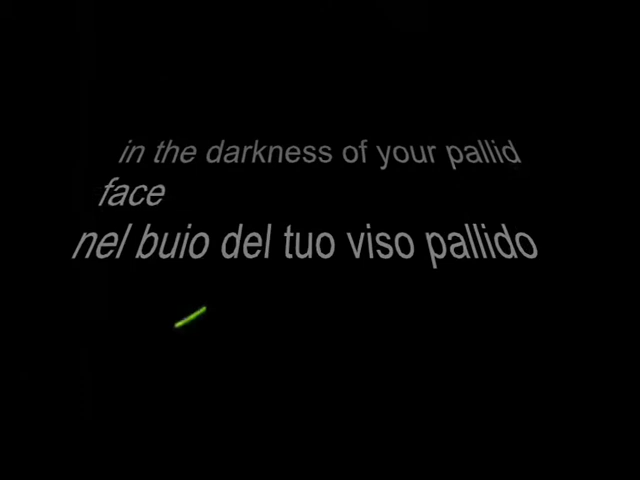 in the darkness of your pallid
face
nel buio del tuo viso pallido